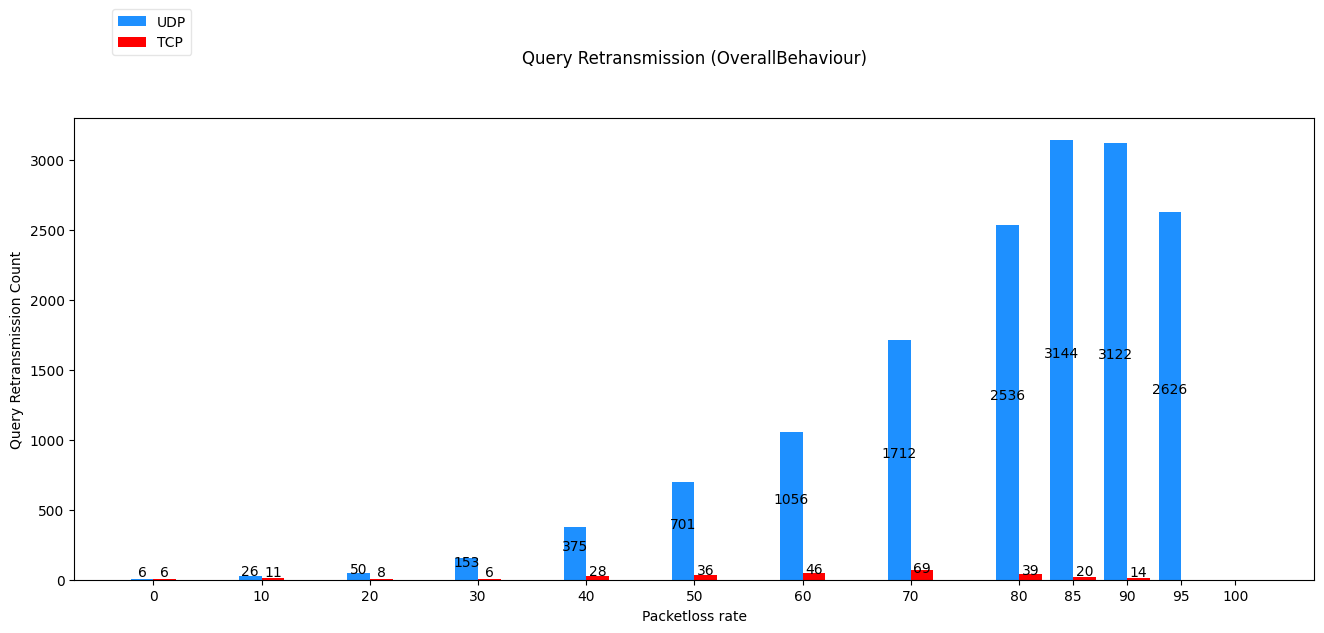 UDP
TCP
Query Retransmission (OverallBehaviour)
Query Retransmission Count
3000
2500
2000
1500
1000
500
0
6 6 26 11 50 8 153 6 375 28 701 36 1056 46 1712 69 2536 39 3144 20 3122 14 2626
0 10 20 30 40 50 60 70 80 85 90 95 100
Packetloss rate